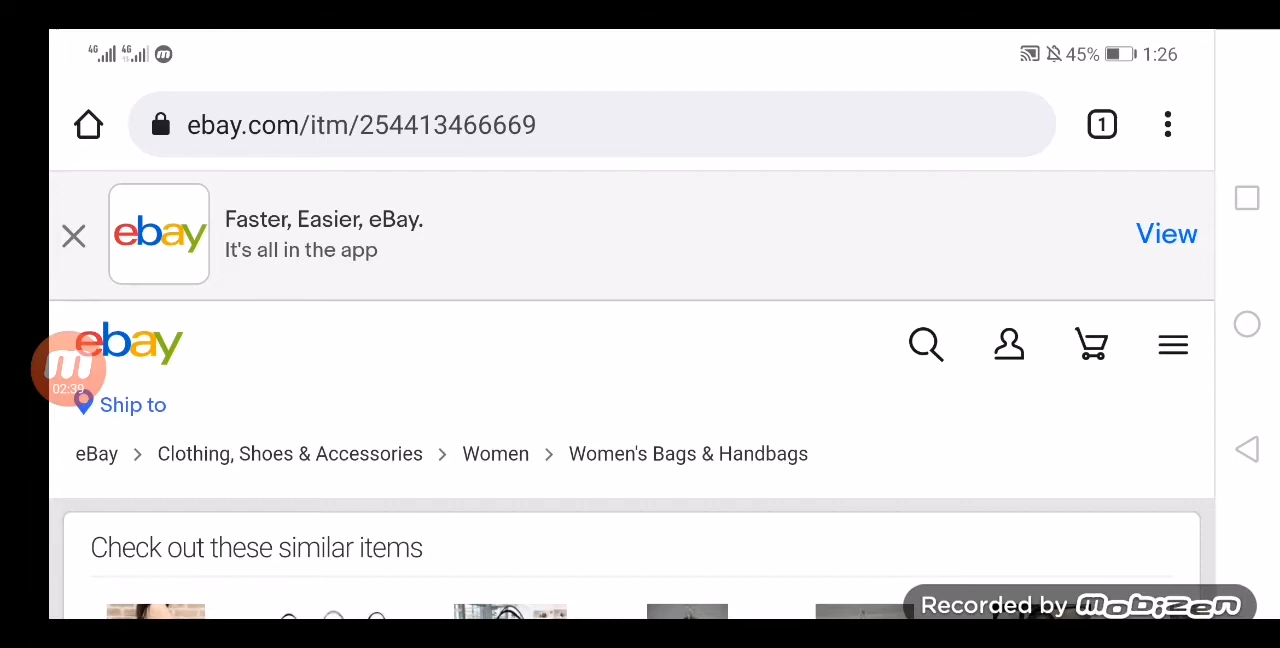 4G 4G m 45% 1:26
ebay.com/itm/254413466669 1
ebay Faster, Easier, eBay.
It's all in the app
View
ebay
m
02:39
Ship to
eBay > Clothing, Shoes & Accessories > Women > Women's Bags & Handbags
Check out these similar items
Recorded by mobizen